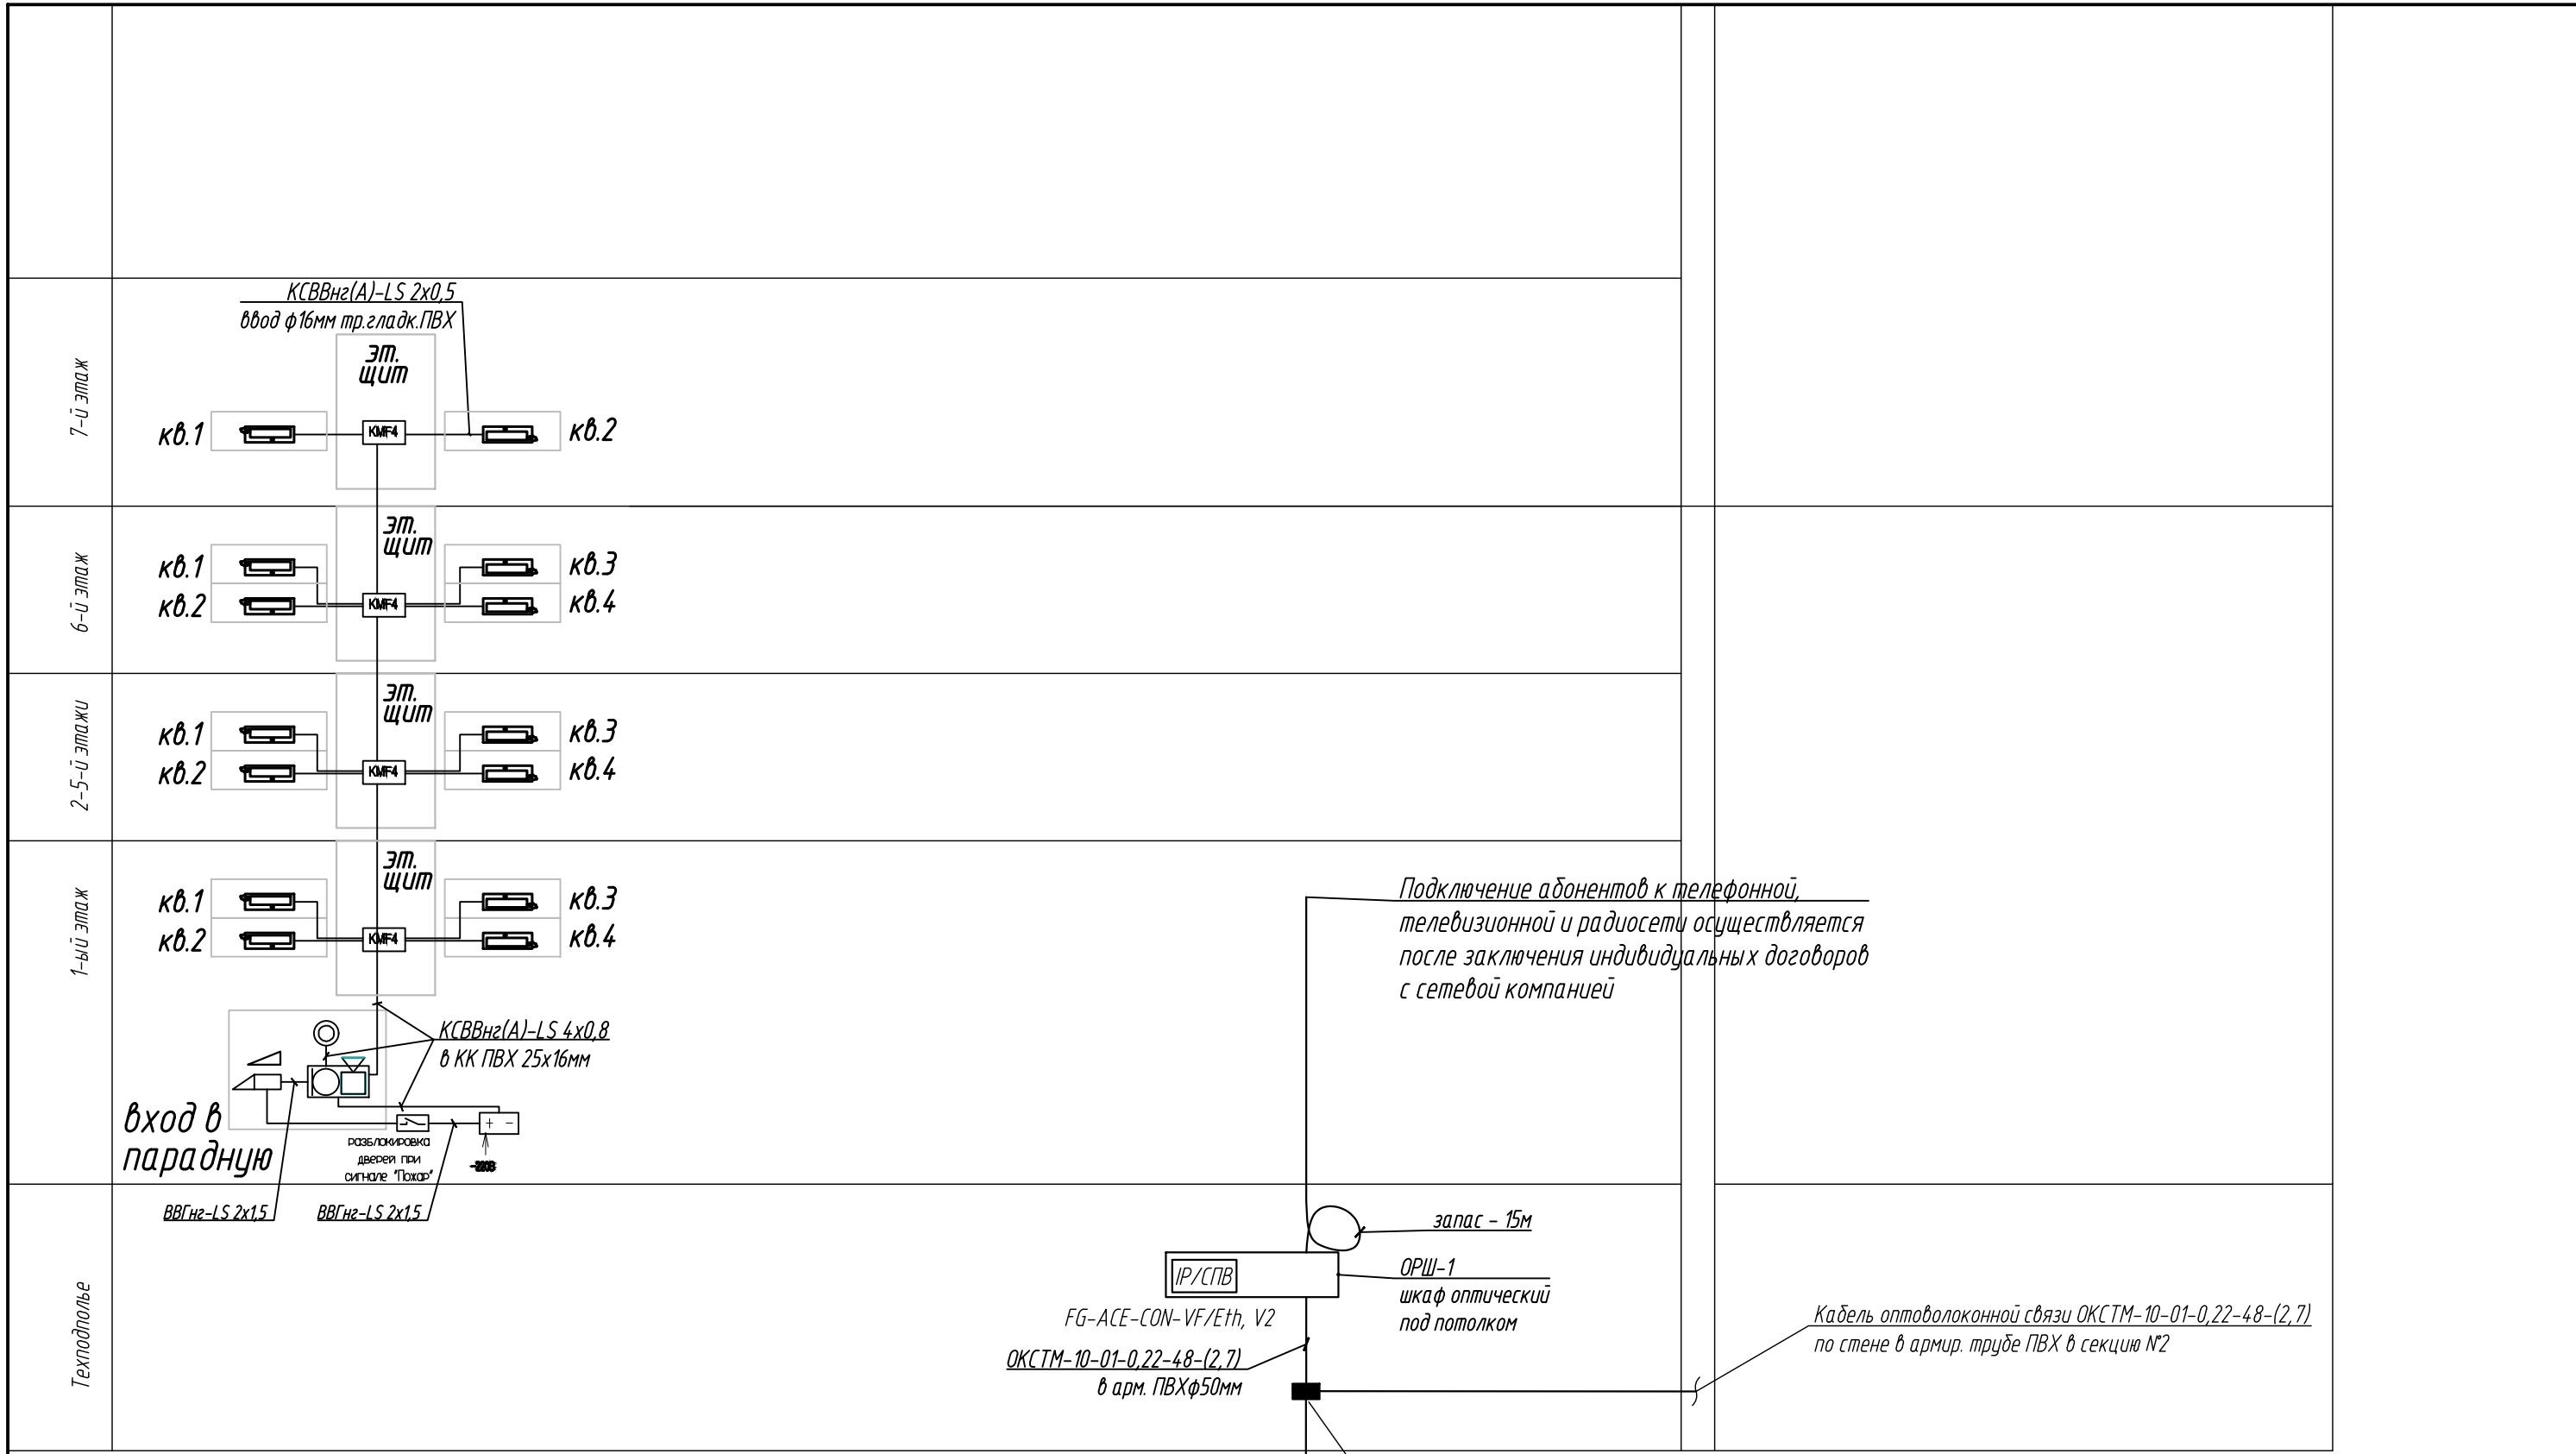 7-й этаж
КСВВнг(А)-LS 2х0,5
ввод ф16мм тр.гладк.ПВХ
эт.
щит
кв.1
KMF4
кв.2
6-й этаж
эт.
щит
кв.1
кв.3
KMF4
кв.2
кв.4
2-5-й этажи
эт.
щит
кв.1
кв.3
KMF4
кв.2
кв.4
1-ый этаж
эт.
щит
кв.1
кв.3
KMF4
кв.2
кв.4
Подключение абонентов к телефонной,
телевизионной и радиосети осуществляется
после заключения индивидуальных договоров
с сетевой компанией
КСВВнг(А)-LS 4х0,8
в КК ПВХ 25х16мм
вход в
парадную
+ -
разблокировка
дверей при
сигнале "Пожар"
ВВГнг-LS 2х1,5
ВВГнг-LS 2х1,5
Техподполье
запас - 15м
IP/СПВ
ОРШ-1
шкаф оптический
под потолком
FG-ACE-CON-VF/Eth, V2
ОКСТМ-10-01-0,22-48-(2,7)
в арм. ПВХф50мм
Кабель оптоволоконной связи ОКСТМ-10-01-0,22-48-(2,7)
по стене в армир. трубе ПВХ в секцию №2